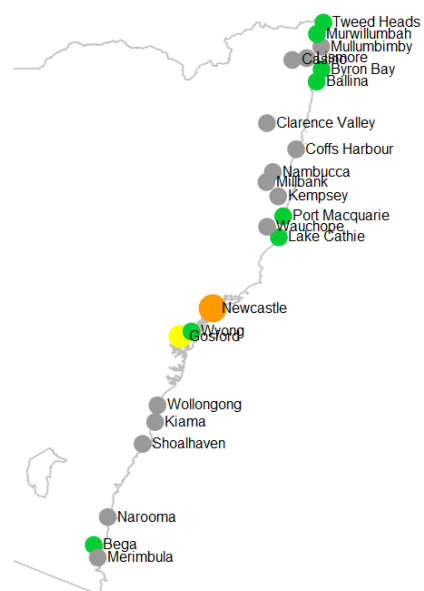 Tweed Heads
Murwillumbah
Mullumbimby
Lismore
Casino
Byron Bay
Ballina
Clarence Valley
Coffs Harbour
Nambucca
Millbank
Kempsey
Port Macquarie
Wauchope
Lake Cathie
Newcastle
Wyong
Gosford
Wollongong
Kiama
Shoalhaven
Narooma
Bega
Merimbula